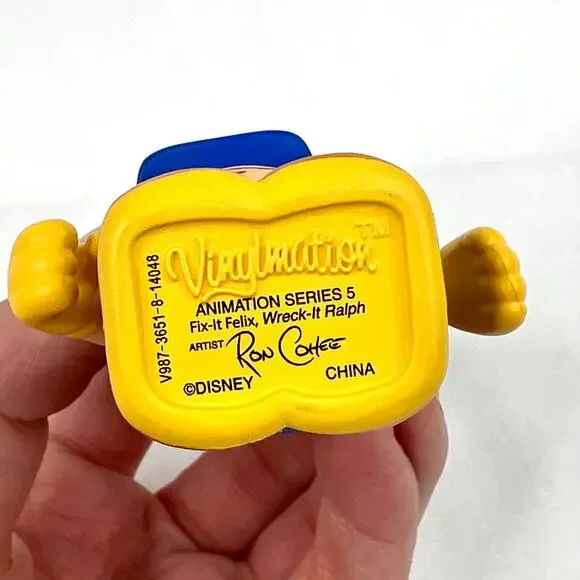 Vinylmation™
ANIMATION SERIES 5
Fix-It Felix, Wreck-It Ralph
ARTIST Ron Cohee
©DISNEY CHINA
V987-3651-8-14048